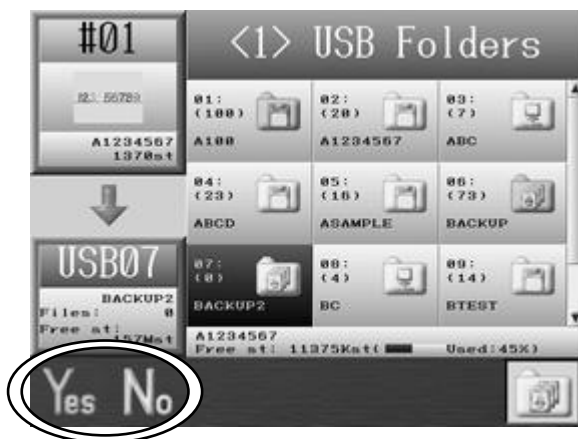 #01
<1> USB Folders
A1234567
1370st
01:
(100)
A100
02:
(20)
A1234567
03:
(7)
ABC
04:
(23)
ABCD
05:
(16)
ASAMPLE
06:
(73)
BACKUP
USB07
BACKUP2
Files: 0
Free st:
157Mst
07:
(0)
BACKUP2
08:
(4)
BC
09:
(14)
BTEST
A1234567
Free st: 11375Kst( Used:45%)
Yes No